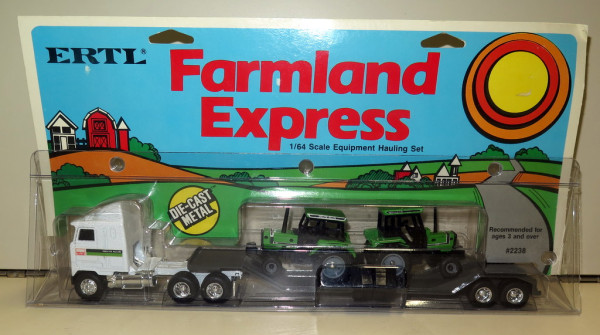 ERTL®
Farmland
Express®
1/64 Scale Equipment Hauling Set
DIE-CAST
METAL
Recommended for
ages 3 and over
#2238